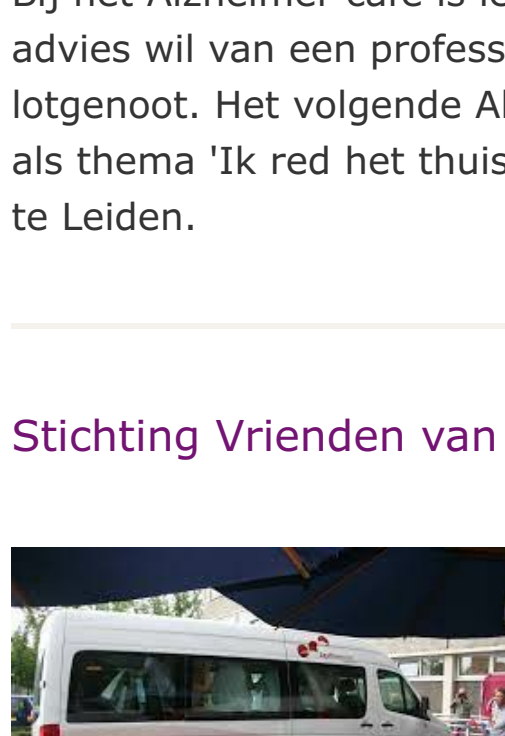 advies wil van een profess
lotgenoot. Het volgende Al
als thema 'Ik red het thuis
te Leiden.
Stichting Vrienden van